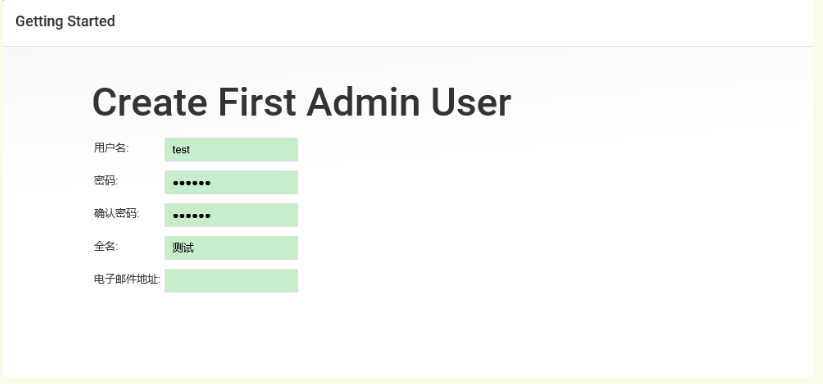 Getting Started
Create First Admin User
用户名: test
密码: ••••••
确认密码: ••••••
全名: 测试
电子邮件地址: